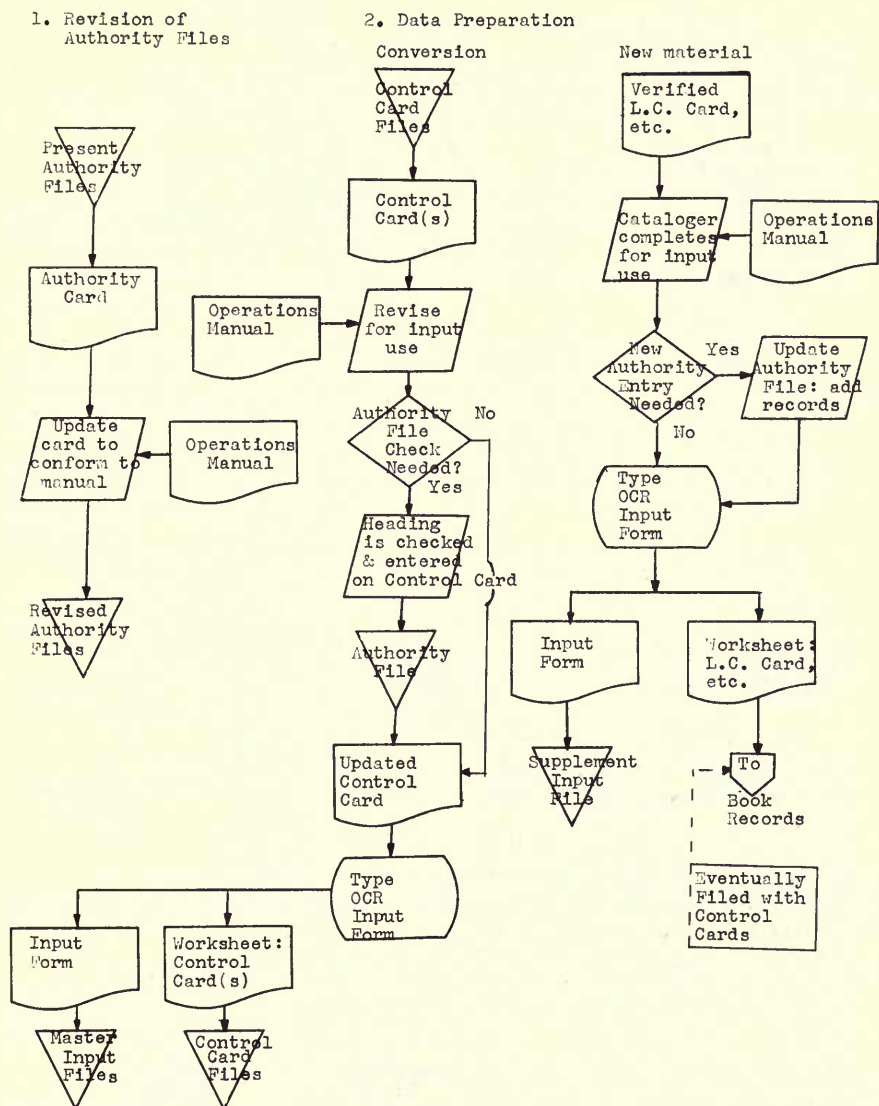 1. Revision of
Authority Files
Present
Authority
Files
Authority
Card
Update
card to
conform to
manual
Operations
Manual
Revised
Authority
Files
2. Data Preparation
Conversion
Control
Card
Files
Control
Card(s)
Operations
Manual
Revise
for input
use
Authority
File
Check
Needed?
No
Yes
Heading
is checked
& entered
on Control Card
Authority
File
Updated
Control
Card
Type
OCR
Input
Form
Input
Form
Worksheet:
Control
Card(s)
Master
Input
Files
Control
Card
Files
New material
Verified
L.C. Card,
etc.
Cataloger
completes
for input
use
Operations
Manual
New
Authority
Entry
Needed?
Yes
No
Update
Authority
File: add
records
Type
OCR
Input
Form
Input
Form
Worksheet:
L.C. Card,
etc.
Supplement
Input
File
To
Book
Records
Eventually
Filed with
Control
Cards